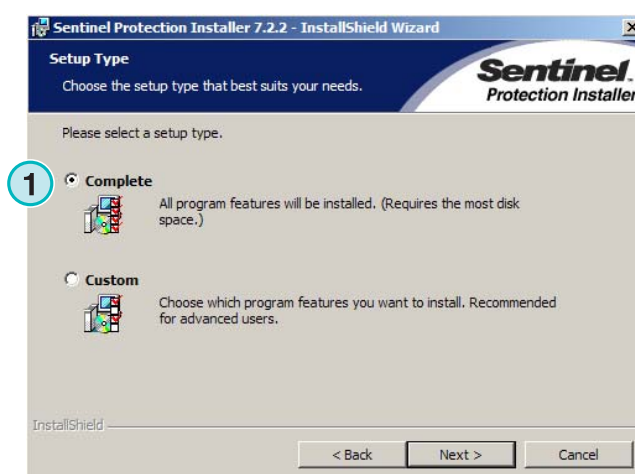 Sentinel Protection Installer 7.2.2 - InstallShield Wizard
Setup Type
Choose the setup type that best suits your needs.
Sentinel.
Protection Installer
Please select a setup type.
1
Complete
All program features will be installed. (Requires the most disk
space.)
Custom
Choose which program features you want to install. Recommended
for advanced users.
InstallShield
< Back
Next >
Cancel